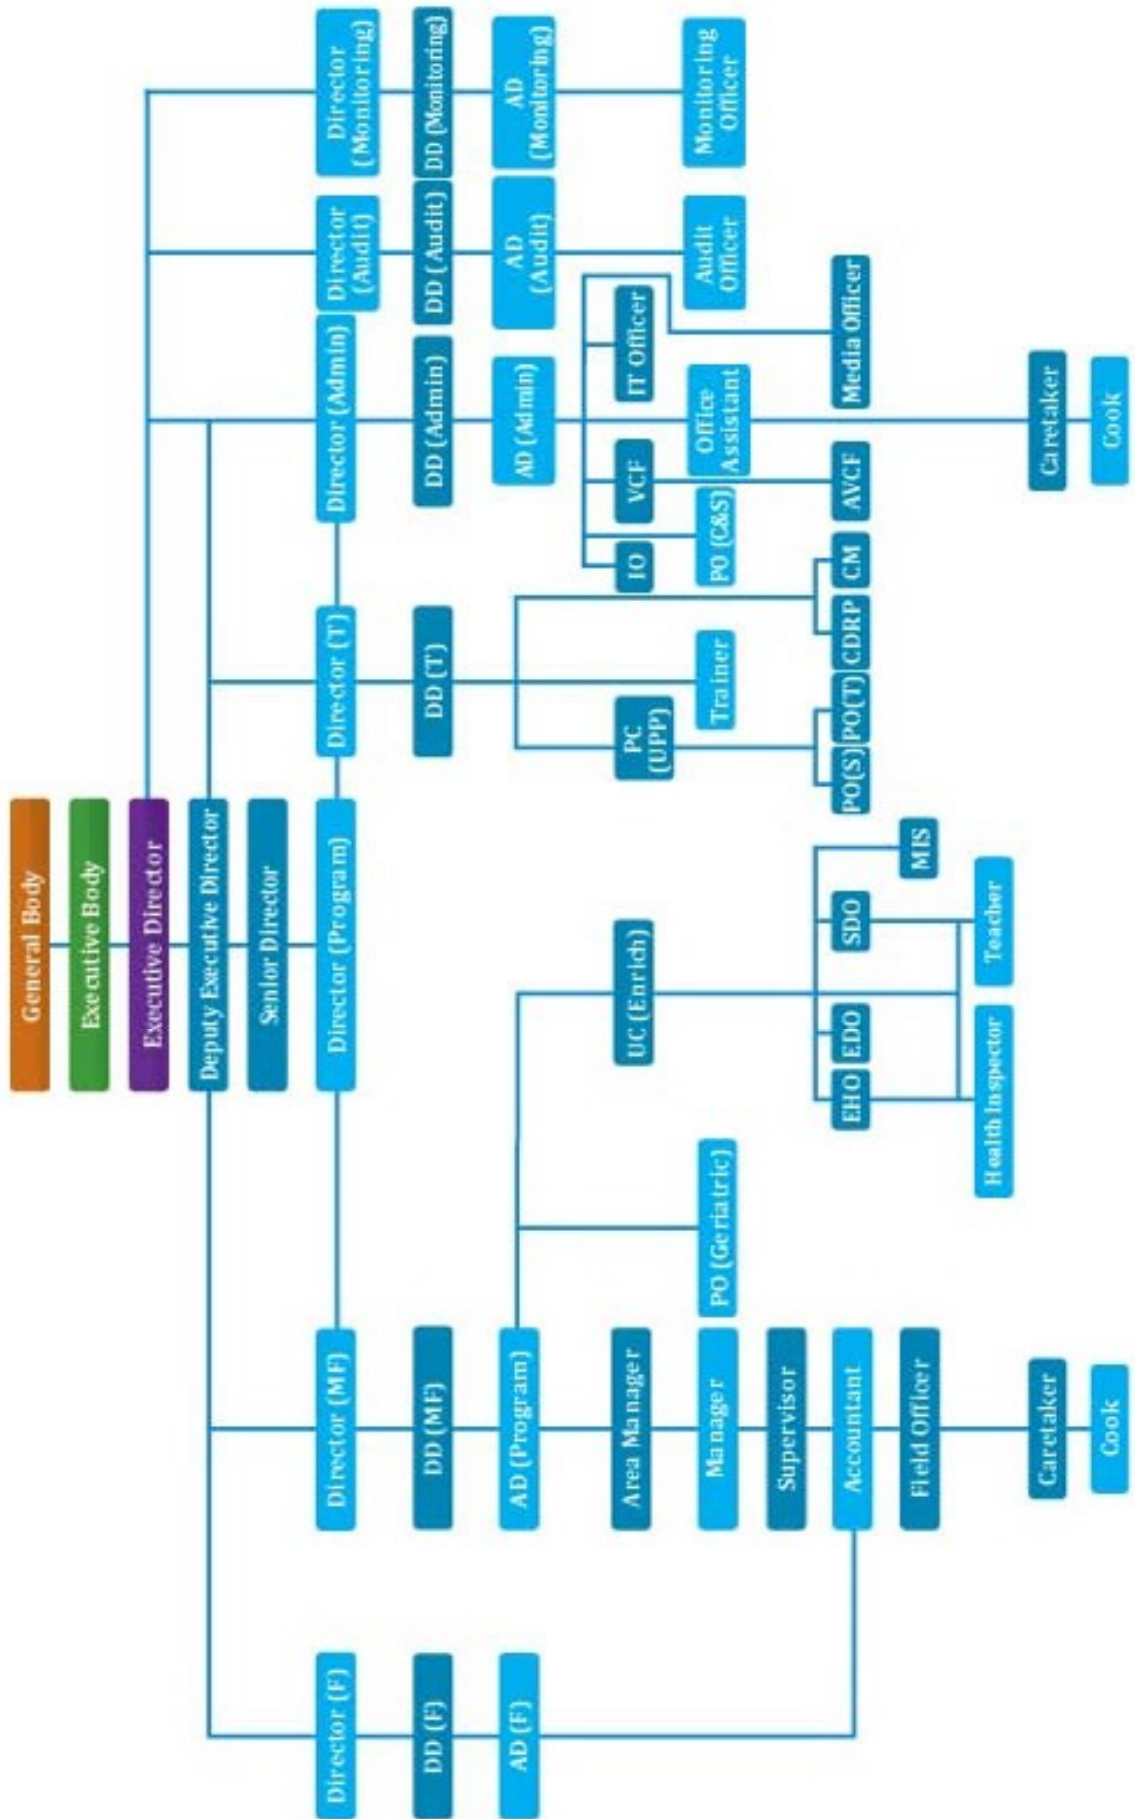 General Body
Executive Body
Executive Director
Deputy Executive Director
Senior Director
Director (F)
Director (MF)
Director (Program)
Director (T)
Director (Admin)
Director
(Audit)
Director
(Monitoring)
DD (F)
DD (MF)
DD (T)
DD (Admin)
DD (Audit)
DD (Monitoring)
AD (F)
AD (Program)
AD (Admin)
AD
(Audit)
AD
(Monitoring)
Area Manager
UC (Enrich)
PC
(UPP)
IO
VCF
IT Officer
Manager
PO (Geriatric)
Trainer
PO (C&S)
Office
Assistant
Audit
Officer
Monitoring
Officer
Supervisor
Accountant
EHO
EDO
SDO
PO(S)
PO(T)
CDRP
CM
AVCF
Media Officer
Field Officer
MIS
Health Inspector
Teacher
Caretaker
Caretaker
Cook
Cook